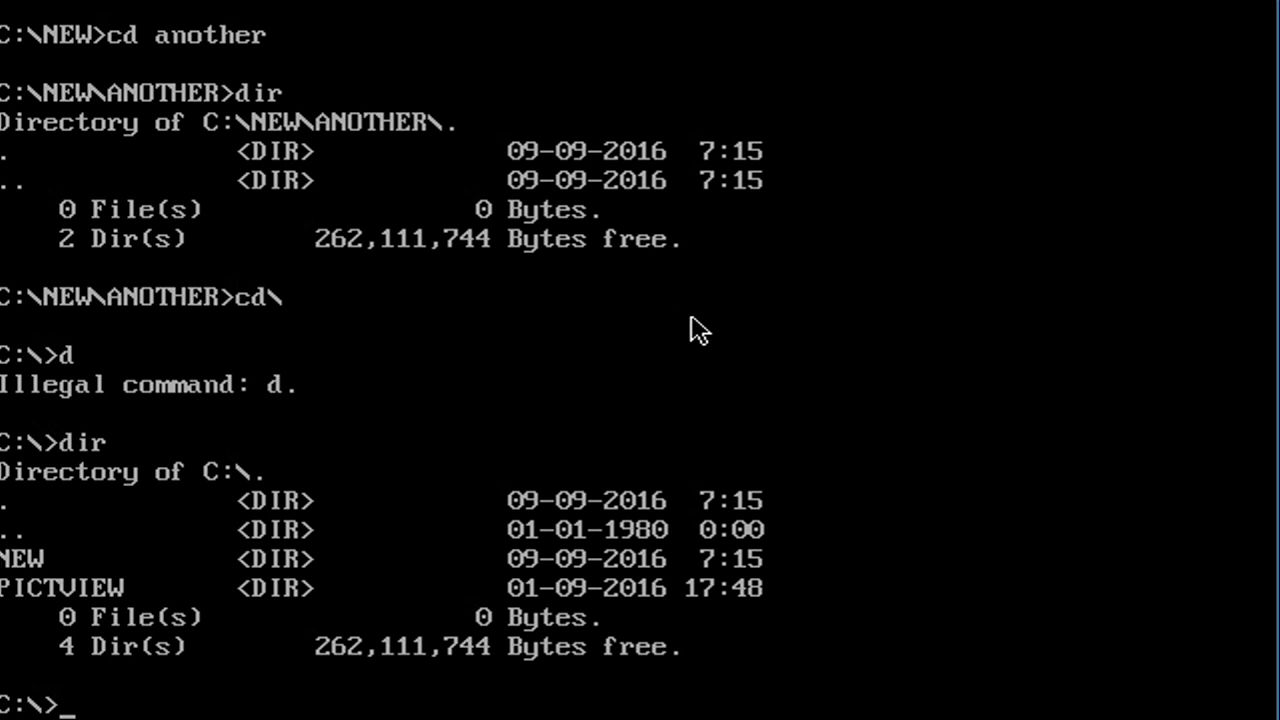 C:\NEW>cd another
C:\NEW\ANOTHER>dir
Directory of C:\NEW\ANOTHER\.
. <DIR> 09-09-2016 7:15
.. <DIR> 09-09-2016 7:15
0 File(s) 0 Bytes.
2 Dir(s) 262,111,744 Bytes free.
C:\NEW\ANOTHER>cd\
C:\>d
Illegal command: d.
C:\>dir
Directory of C:\.
. <DIR> 09-09-2016 7:15
.. <DIR> 01-01-1980 0:00
NEW <DIR> 09-09-2016 7:15
PICTVIEW <DIR> 01-09-2016 17:48
0 File(s) 0 Bytes.
4 Dir(s) 262,111,744 Bytes free.
C:\>_